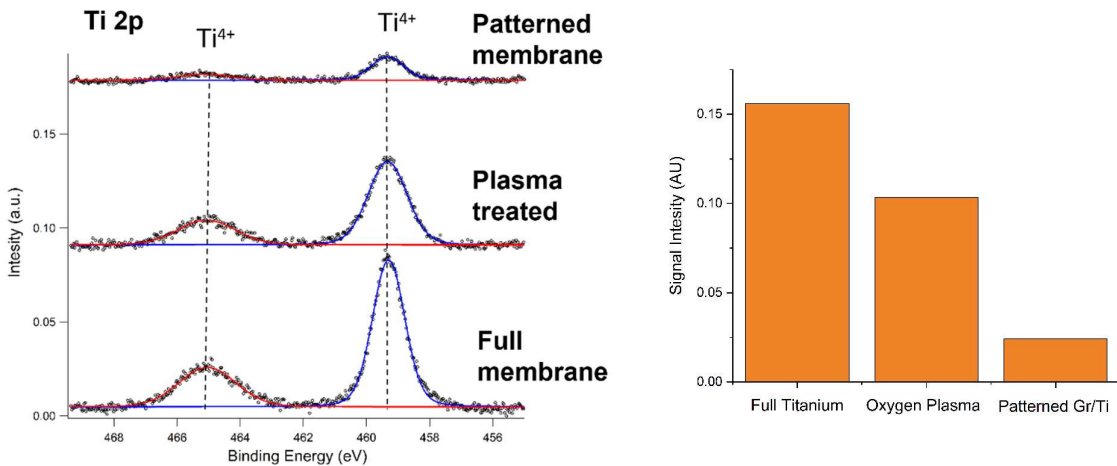 Ti 2p
Ti4+
Ti4+
Patterned
membrane
Plasma
treated
Full
membrane
Intesity (a.u.)
0.15
0.10
0.05
0.00
468
466
464
462
460
458
456
Binding Energy (eV)
Signal Intesity (AU)
0.15
0.10
0.05
0.00
Full Titanium
Oxygen Plasma
Patterned Gr/Ti